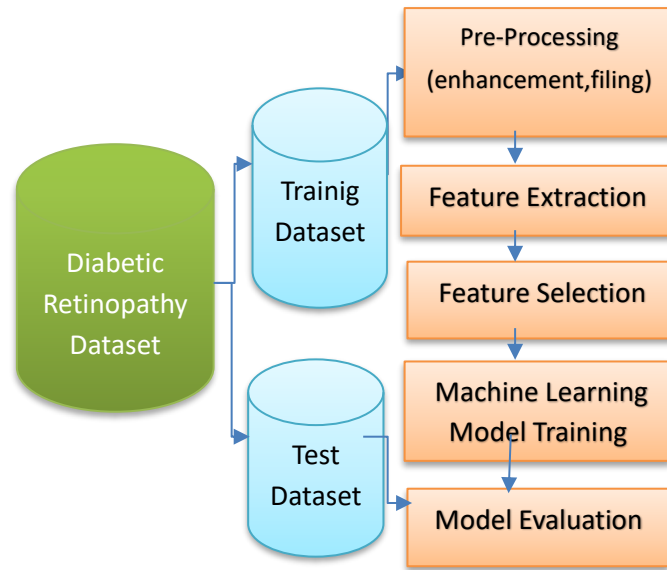 Diabetic
Retinopathy
Dataset
Trainig
Dataset
Test
Dataset
Pre-Processing
(enhancement,filing)
Feature Extraction
Feature Selection
Machine Learning
Model Training
Model Evaluation